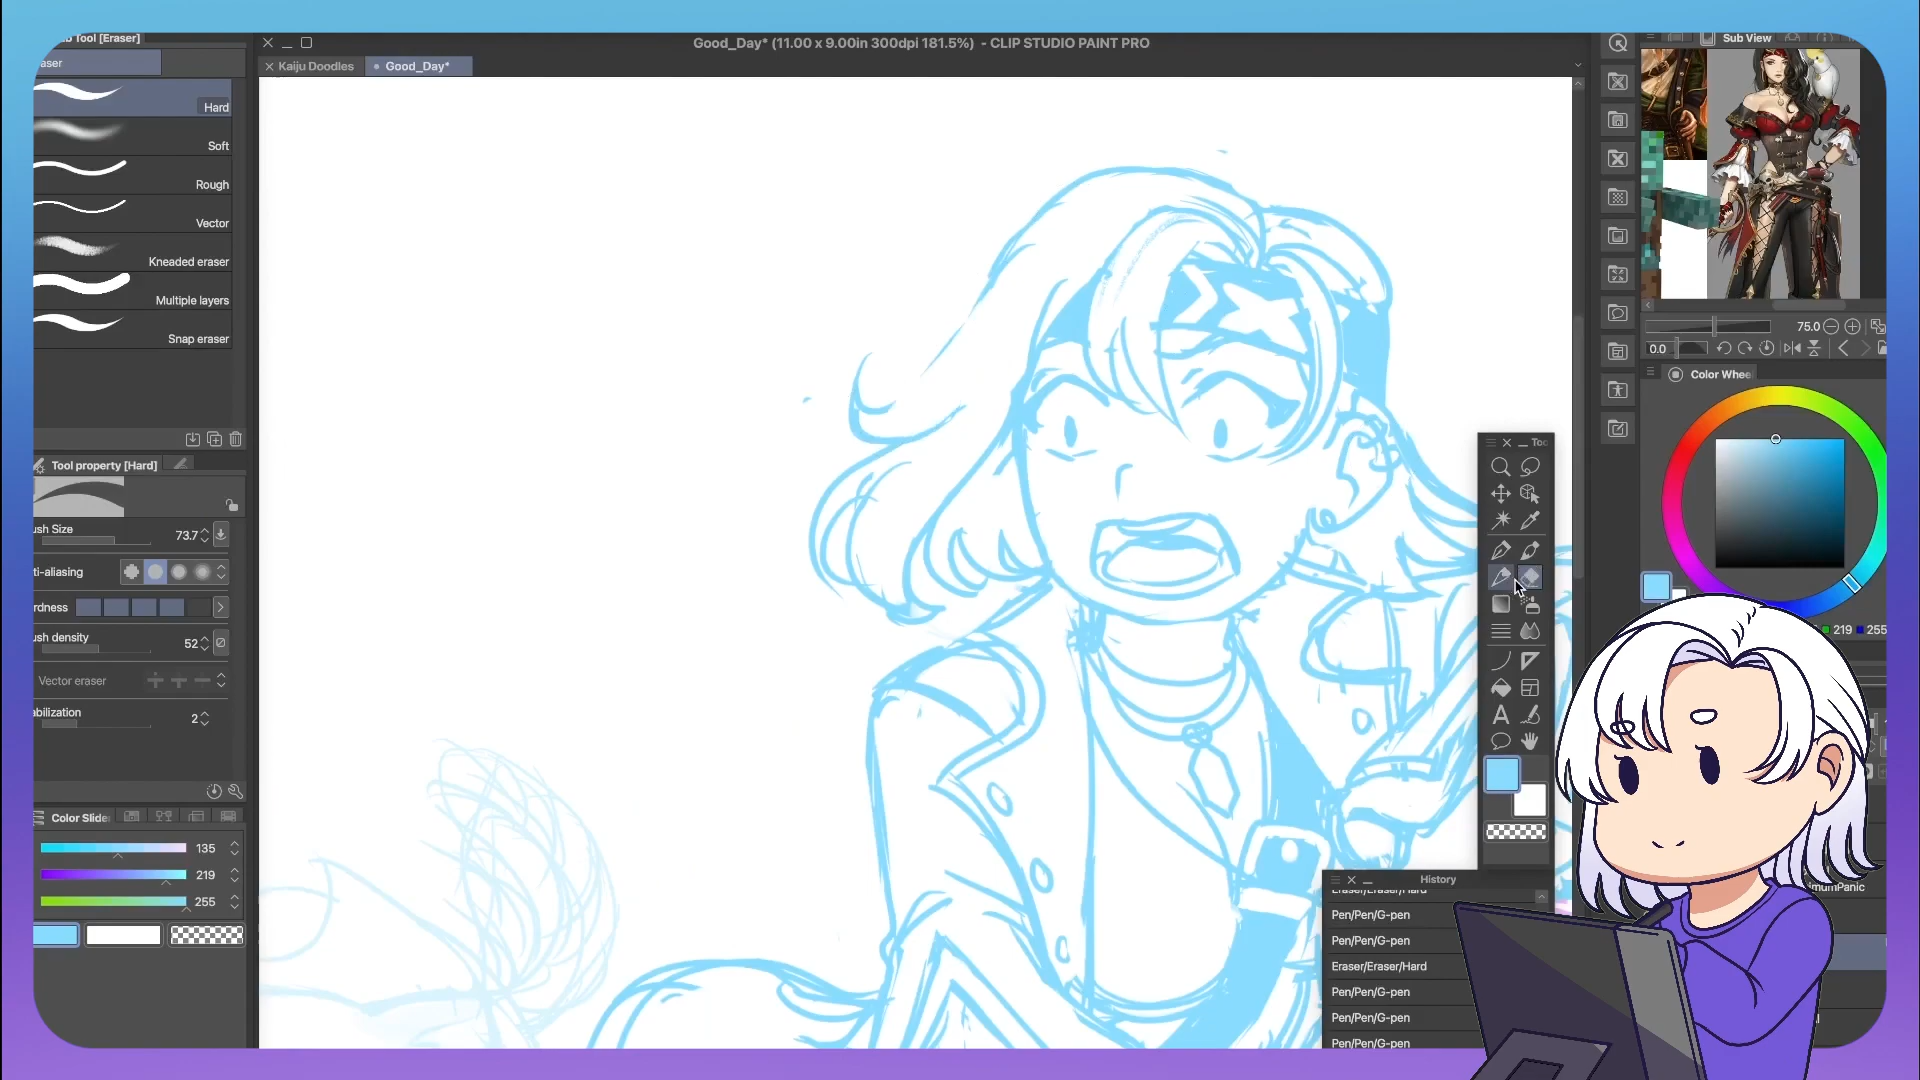 b Tool [Eraser]
aser
Hard
Soft
Rough
Vector
Kneaded eraser
Multiple layers
Snap eraser
Tool property [Hard]
ush Size
73.7
ti-aliasing
rdness
ush density
52
Vector eraser
abilization
2
Color Slide
135
219
255
Good_Day* (11.00 x 9.00in 300dpi 181.5%) - CLIP STUDIO PAINT PRO
Kaiju Doodles
Good_Day*
Too
A
History
Eraser/Eraser/Hard
Pen/Pen/G-pen
Pen/Pen/G-pen
Eraser/Eraser/Hard
Pen/Pen/G-pen
Pen/Pen/G-pen
Pen/Pen/G-pen
Sub View
75.0
0.0
Color Whee
219
255
imumPanic